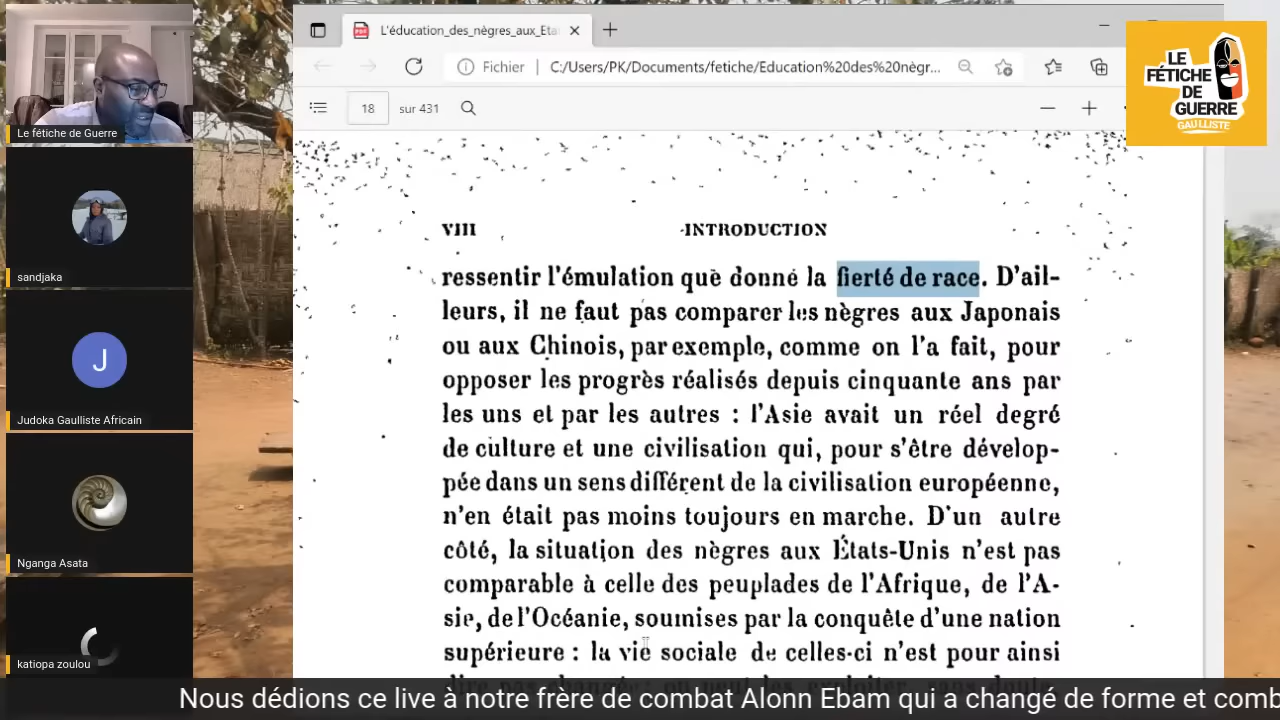 L'éducation_des_nègres_aux_Eta
Fichier
C:/Users/PK/Documents/fetiche/Education%20des%20nègr...
18 sur 431
LE
FÉTICHE
DE
GUERRE
GAULLISTE
Le fétiche de Guerre
sandjaka
J
Judoka Gaulliste Africain
Nganga Asata
katiopa zoulou
VIII INTRODUCTION
ressentir l'émulation que donne la fierté de race. D'ail-
leurs, il ne faut pas comparer les nègres aux Japonais
ou aux Chinois, par exemple, comme on l'a fait, pour
opposer les progrès réalisés depuis cinquante ans par
les uns et par les autres : l'Asie avait un réel degré
de culture et une civilisation qui, pour s'être dévelop-
pée dans un sens différent de la civilisation européenne,
n'en était pas moins toujours en marche. D'un autre
côté, la situation des nègres aux États-Unis n'est pas
comparable à celle des peuplades de l'Afrique, de l'A-
sie, de l'Océanie, soumises par la conquête d'une nation
supérieure : la vie sociale de celles-ci n'est pour ainsi
Nous dédions ce live à notre frère de combat Alonn Ebam qui a changé de forme et comb